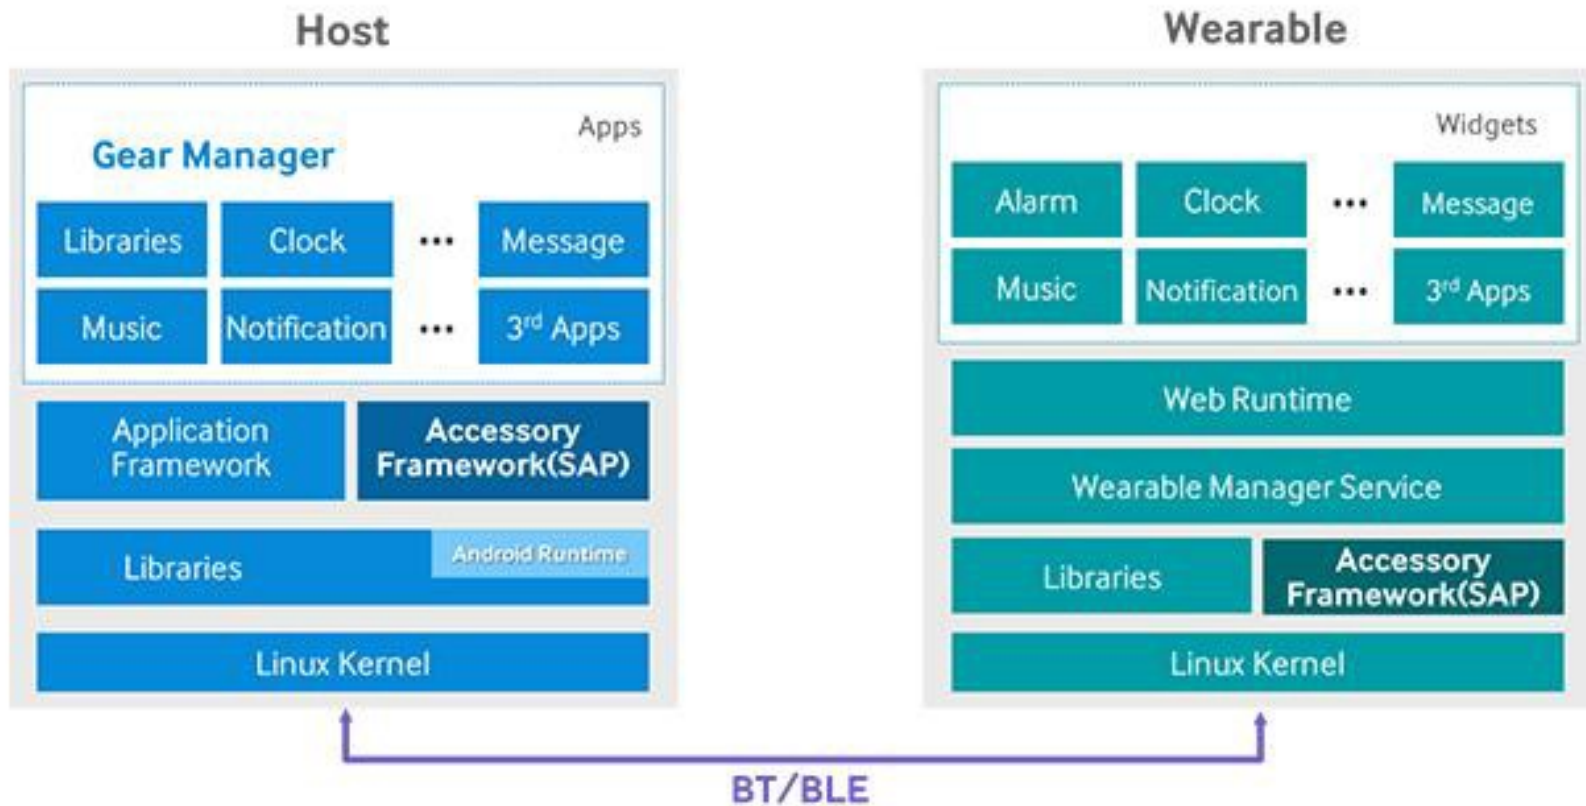 Host
Apps
Gear Manager
Libraries
Clock
•••
Message
Music
Notification
•••
3rd Apps
Application
Framework
Accessory
Framework(SAP)
Libraries
Android Runtime
Linux Kernel
Wearable
Widgets
Alarm
Clock
•••
Message
Music
Notification
•••
3rd Apps
Web Runtime
Wearable Manager Service
Libraries
Accessory
Framework(SAP)
Linux Kernel
BT/BLE